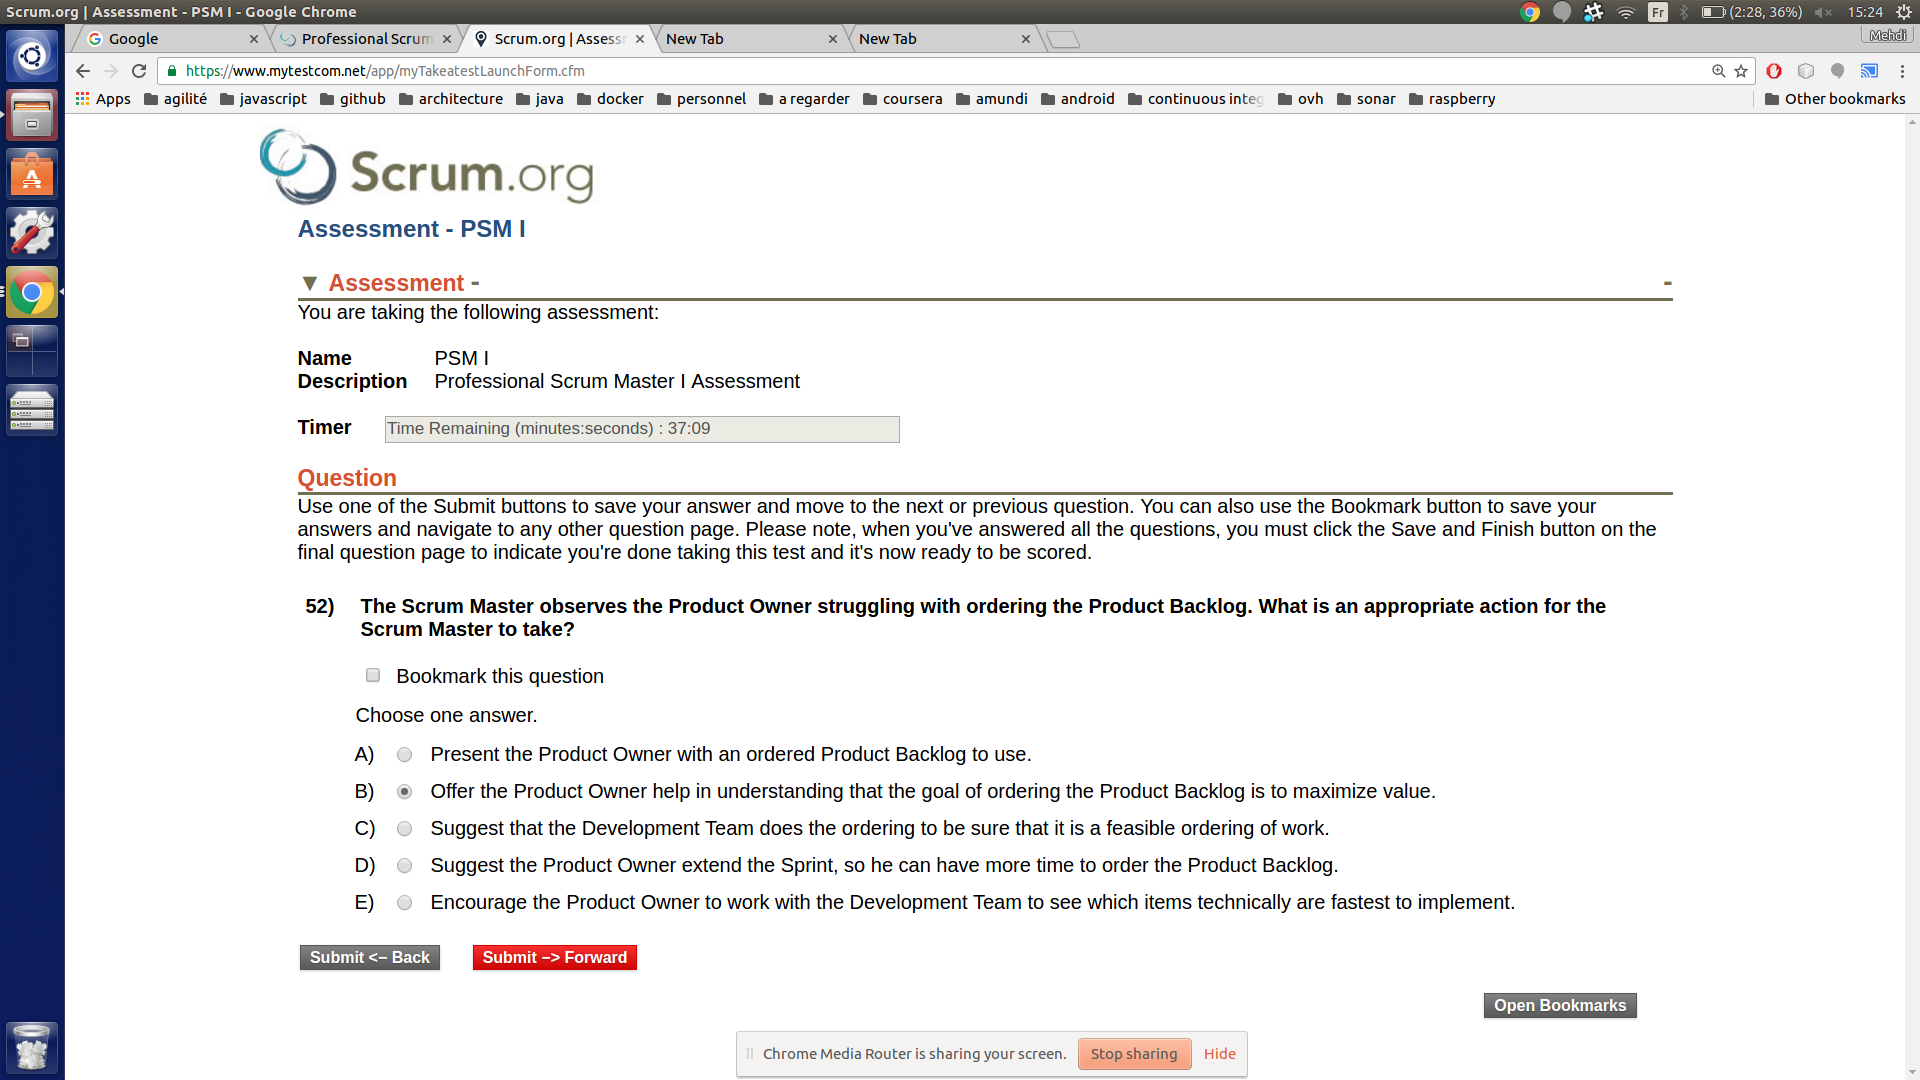 Scrum.org | Assessment - PSM I - Google Chrome
Fr (2:28, 36%) 15:24
Google Professional Scrum Scrum.org | Assess New Tab New Tab Mehdi
https://www.mytestcom.net/app/myTakeatestLaunchForm.cfm
Apps agilité javascript github architecture java docker personnel a regarder coursera amundi android continuous integ ovh sonar raspberry Other bookmarks
Scrum.org
Assessment - PSM I
▼ Assessment - -
You are taking the following assessment:
Name PSM I
Description Professional Scrum Master I Assessment
Timer Time Remaining (minutes:seconds) : 37:09
Question
Use one of the Submit buttons to save your answer and move to the next or previous question. You can also use the Bookmark button to save your
answers and navigate to any other question page. Please note, when you've answered all the questions, you must click the Save and Finish button on the
final question page to indicate you're done taking this test and it's now ready to be scored.
52) The Scrum Master observes the Product Owner struggling with ordering the Product Backlog. What is an appropriate action for the
Scrum Master to take?
Bookmark this question
Choose one answer.
A) Present the Product Owner with an ordered Product Backlog to use.
B) Offer the Product Owner help in understanding that the goal of ordering the Product Backlog is to maximize value.
C) Suggest that the Development Team does the ordering to be sure that it is a feasible ordering of work.
D) Suggest the Product Owner extend the Sprint, so he can have more time to order the Product Backlog.
E) Encourage the Product Owner to work with the Development Team to see which items technically are fastest to implement.
Submit <– Back Submit –> Forward
Open Bookmarks
Chrome Media Router is sharing your screen. Stop sharing Hide